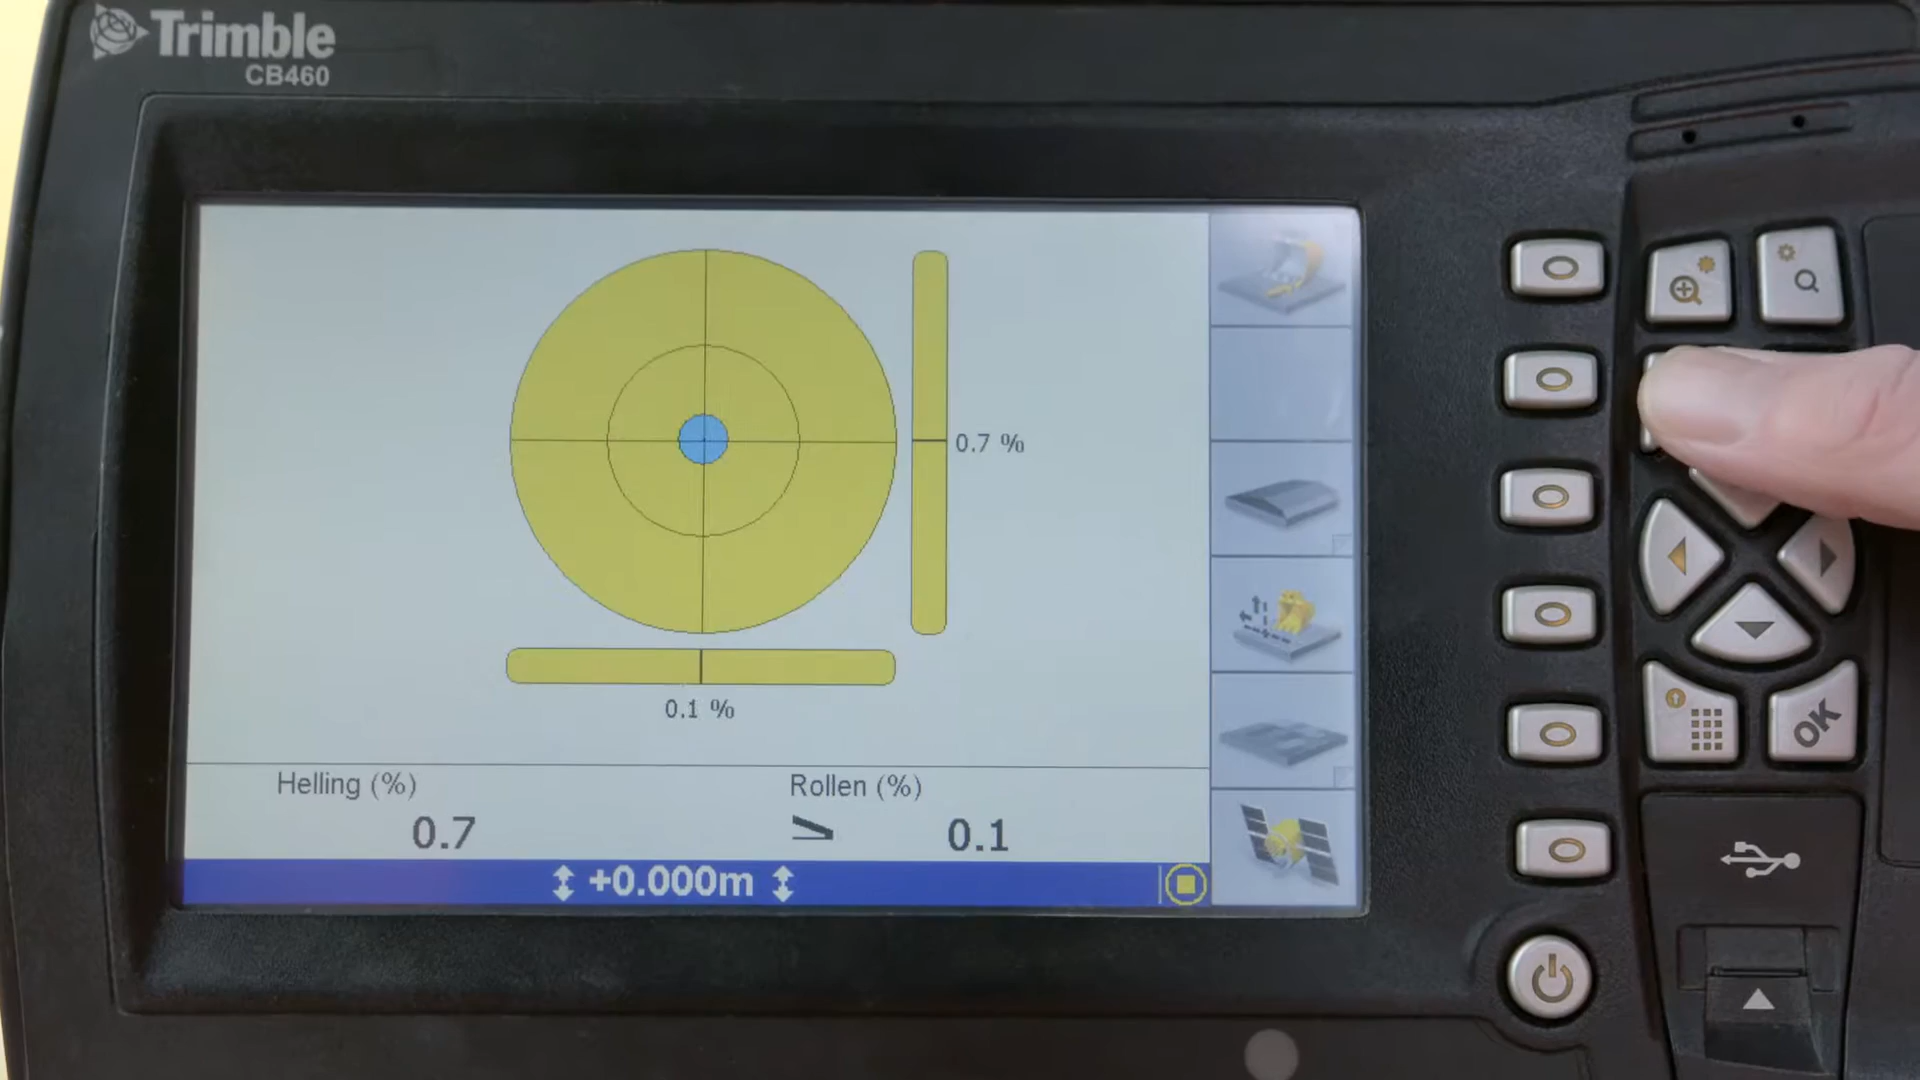 Trimble
CB460
0.7 %
0.1 %
Helling (%)
Rollen (%)
0.7
0.1
+0.000m
OK